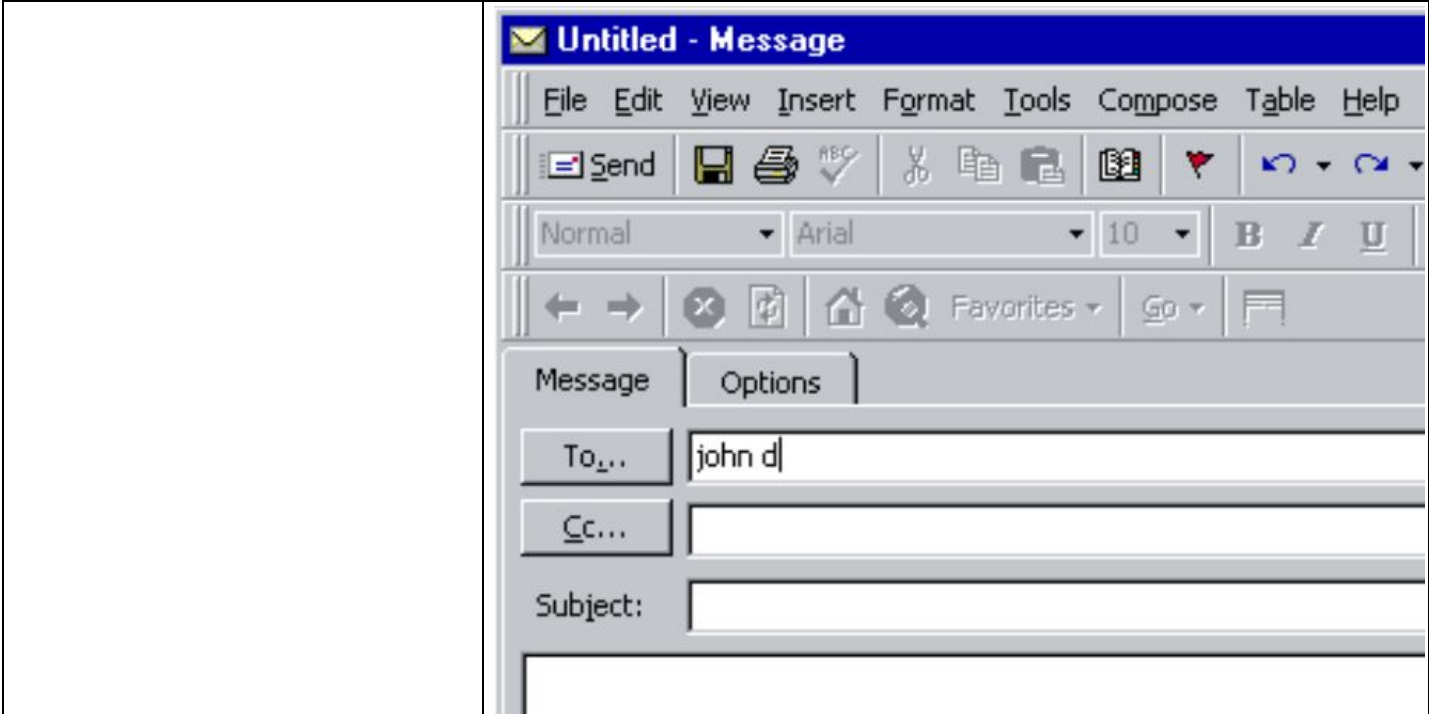 Untitled - Message
File Edit View Insert Format Tools Compose Table Help
Send ABC
Normal Arial 10 B I U
Favorites Go
Message Options
To... john d
Cc...
Subject: